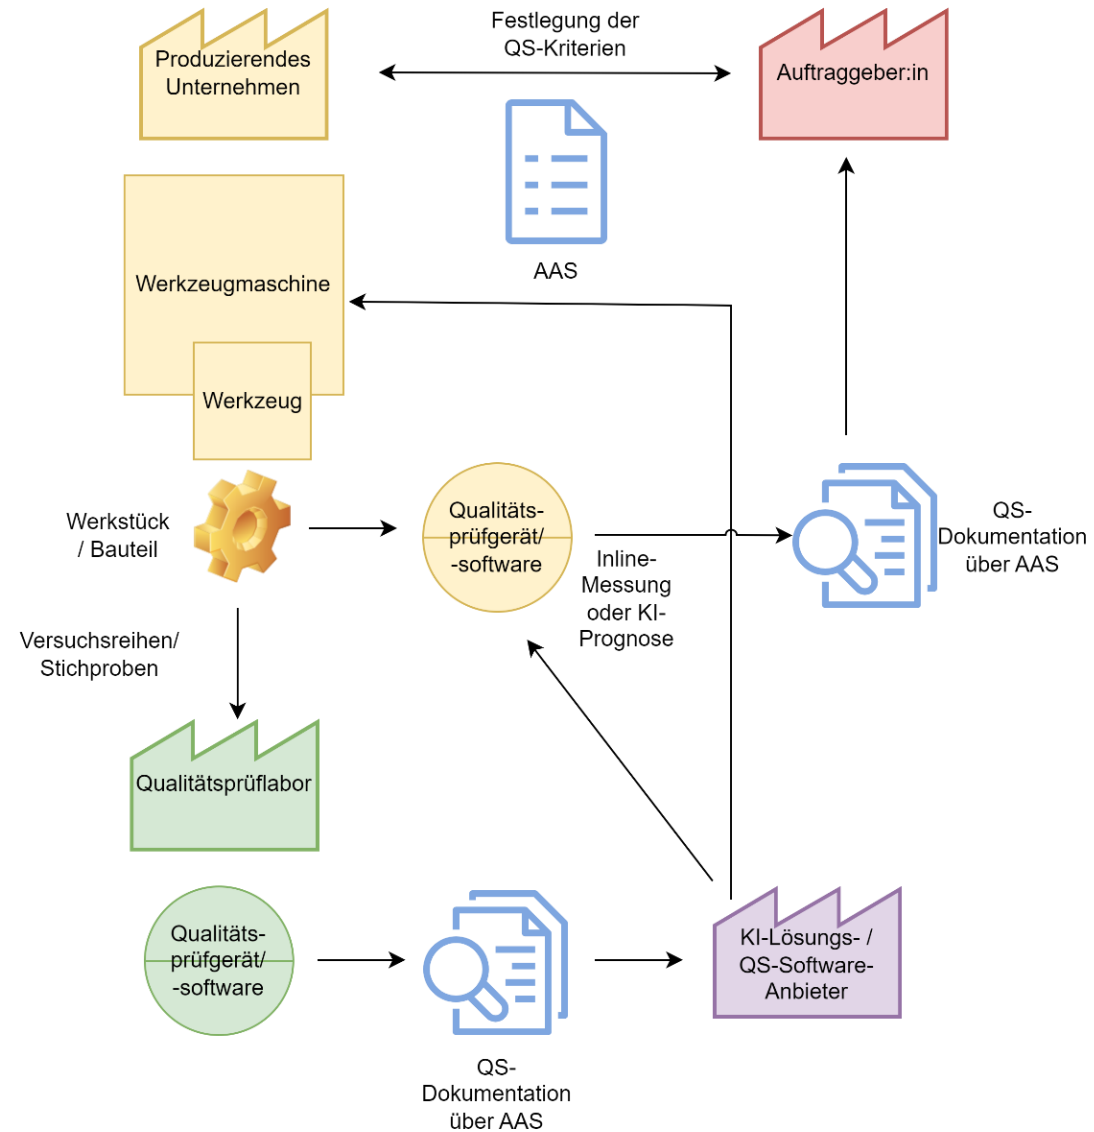 Festlegung der
QS-Kriterien
Produzierendes
Unternehmen
Auftraggeber:in
AAS
Werkzeugmaschine
Werkzeug
Werkstück
/ Bauteil
Qualitäts-
prüfgerät/
-software
Inline-
Messung
oder KI-
Prognose
QS-
Dokumentation
über AAS
Versuchsreihen/
Stichproben
Qualitätsprüflabor
Qualitäts-
prüfgerät/
-software
QS-
Dokumentation
über AAS
KI-Lösungs- /
QS-Software-
Anbieter